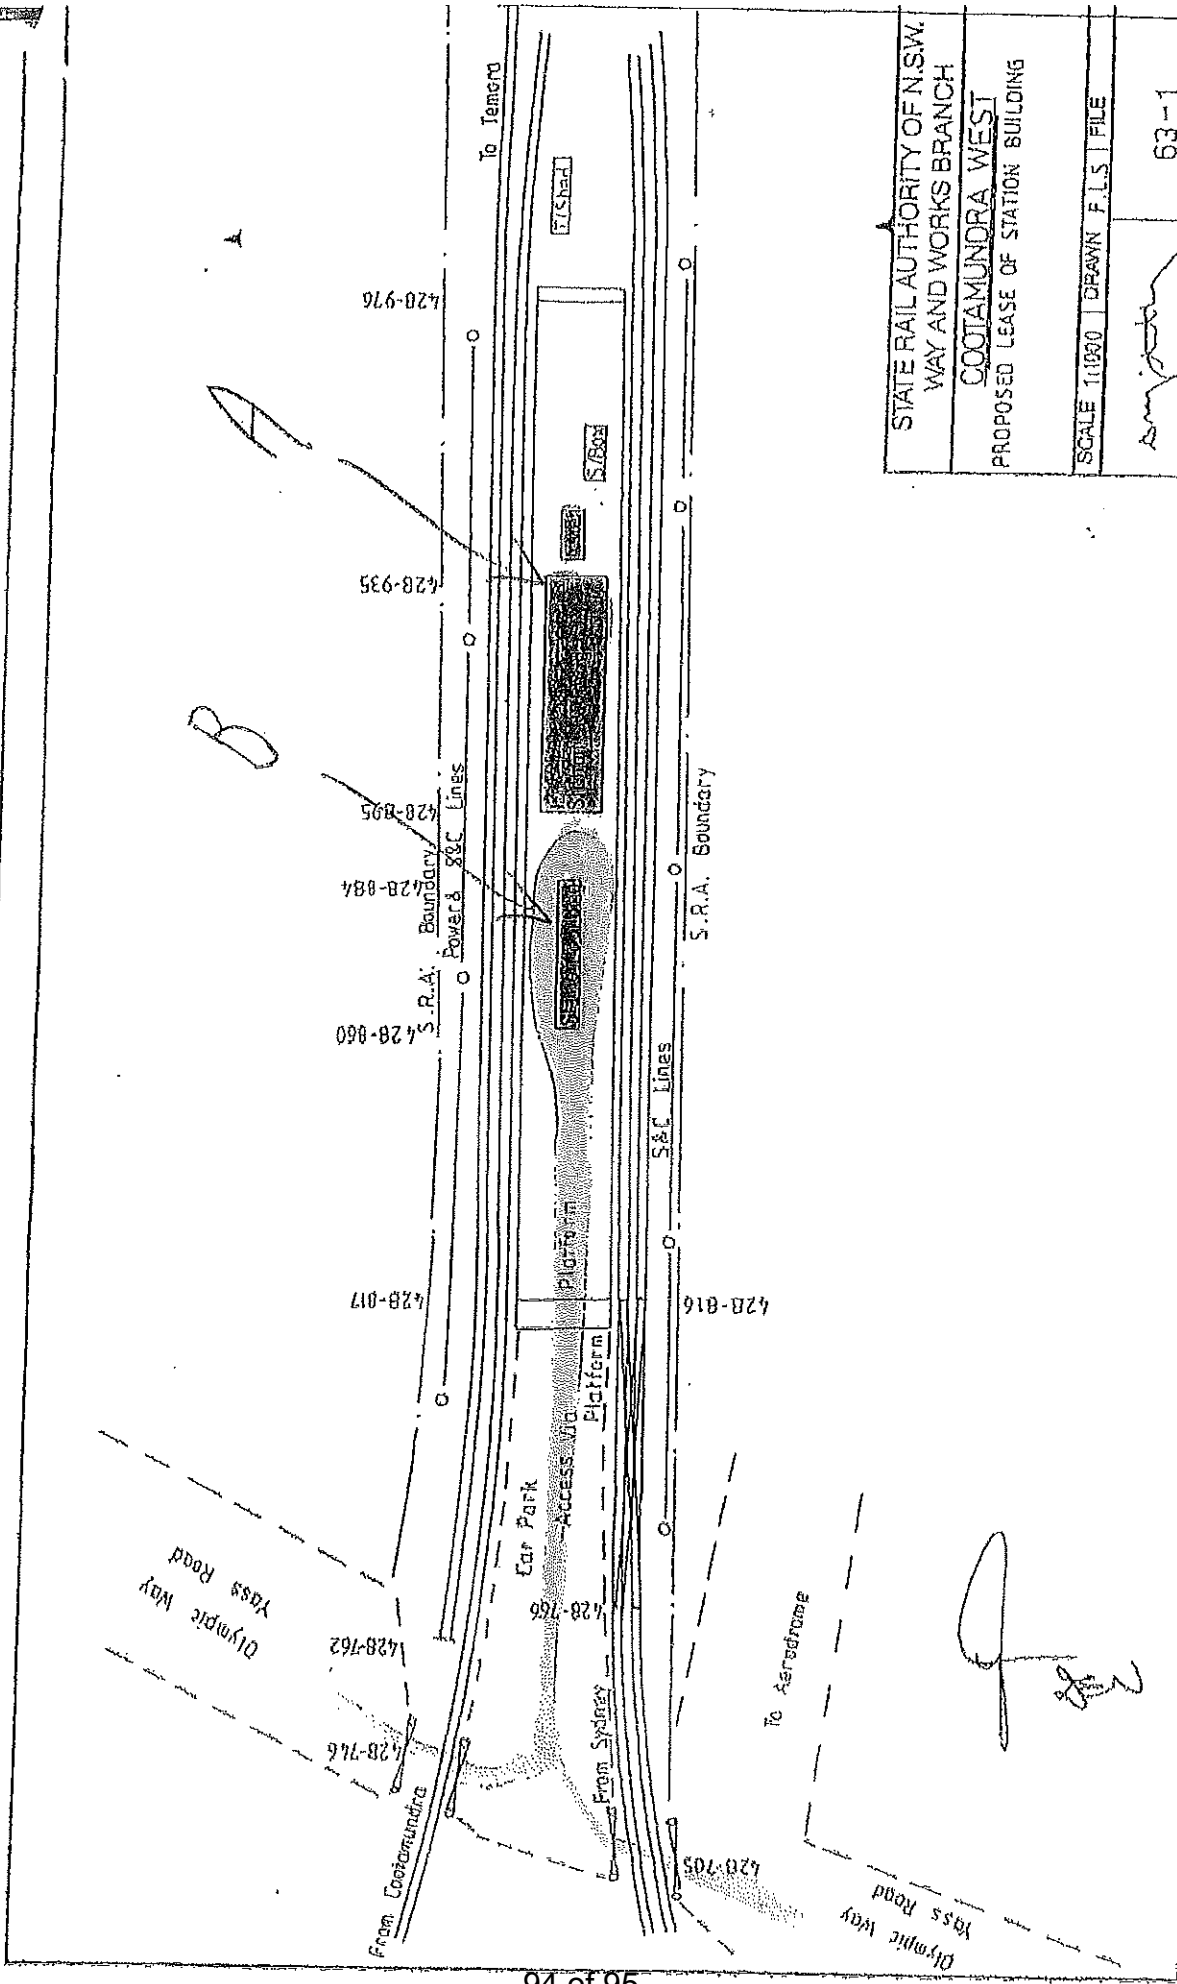 STATE RAIL AUTHORITY OF N.S.W.
WAY AND WORKS BRANCH
COOTAMUNDRA WEST
PROPOSED LEASE OF STATION BUILDING
SCALE 1:1000 | DRAWN F.L.S | FILE
63-1
A
B
From Cootamundra
428-746
428-762
428-817
428-860
428-884
428-895
428-935
428-976
Olympic Way
Yass Road
S.R.A. Boundary
Power & S&C Lines
To Temora
Car Park
Access Via
Platform
Platform
S/Box
From Sydney
428-766
428-705
428-816
S&C Lines
S.R.A. Boundary
To Aerodrome
Olympic Way
Yass Road
94 of 95